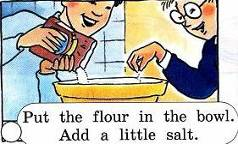 Put the flour in the bowl.
Add a little salt.